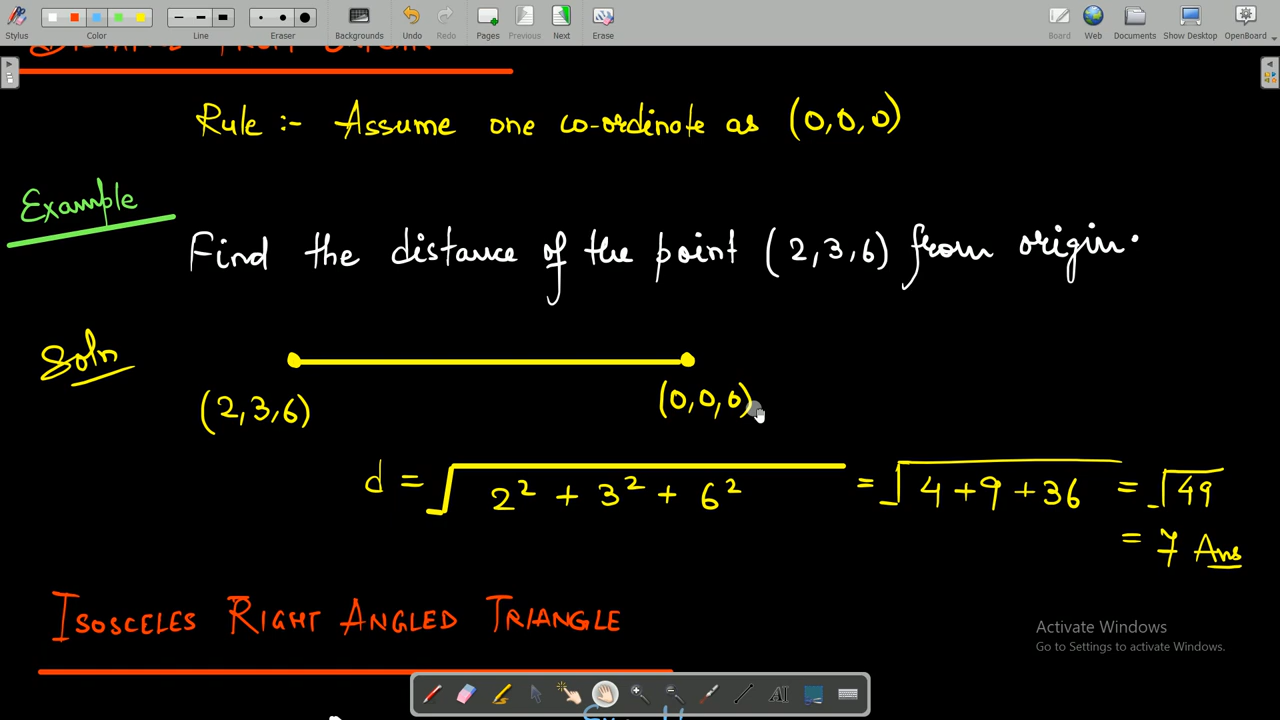 Stylus Color Line Eraser Backgrounds Undo Redo Pages Previous Next Erase Board Web Documents Show Desktop OpenBoard
Rule :- Assume one co-ordinate as (0,0,0)
Example
Find the distance of the point (2,3,6) from origin.
Soln
(2,3,6) (0,0,0)
d = √2² + 3² + 6² = √4+9+36 = √49
= 7 Ans
ISOSCELES RIGHT ANGLED TRIANGLE
Activate Windows
Go to Settings to activate Windows.